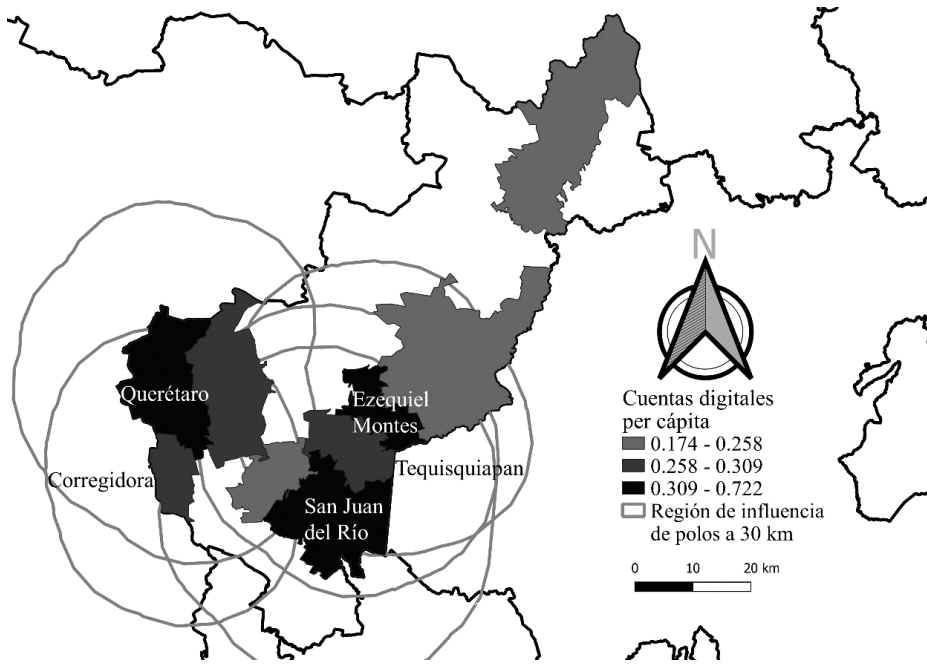 N
Querétaro
Ezequiel
Montes
Corregidora
Tequisquiapan
San Juan
del Río
Cuentas digitales
per cápita
0.174 - 0.258
0.258 - 0.309
0.309 - 0.722
Región de influencia
de polos a 30 km
0 10 20 km